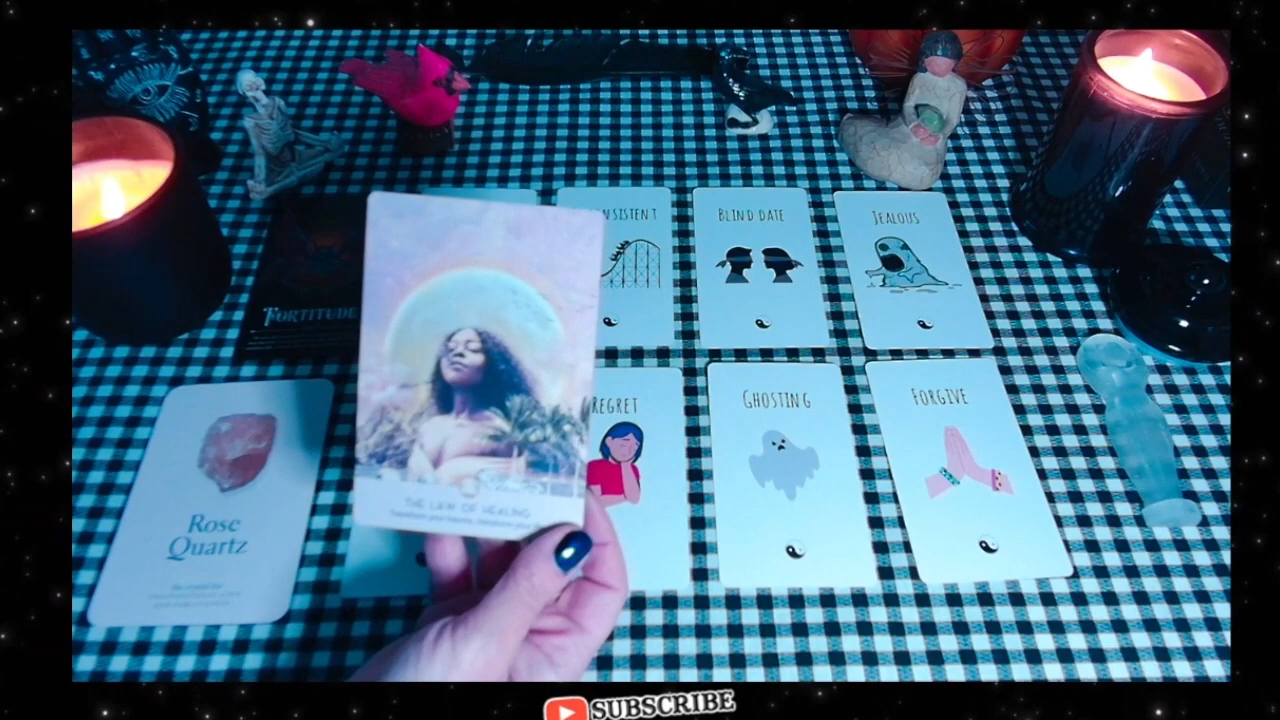 NSISTENT
BLIND DATE
JEALOUS
FORTITUDE
THE LAW OF HEALING
REGRET
GHOSTING
FORGIVE
Rose
Quartz
SUBSCRIBE